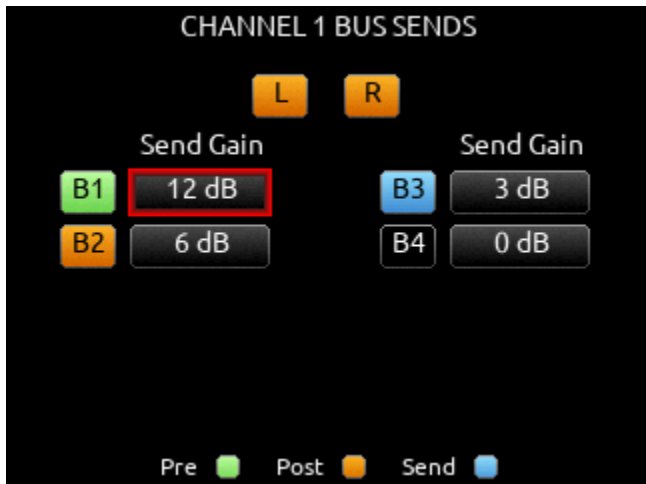 CHANNEL 1 BUS SENDS
L R
Send Gain Send Gain
B1 12 dB B3 3 dB
B2 6 dB B4 0 dB
Pre Post Send